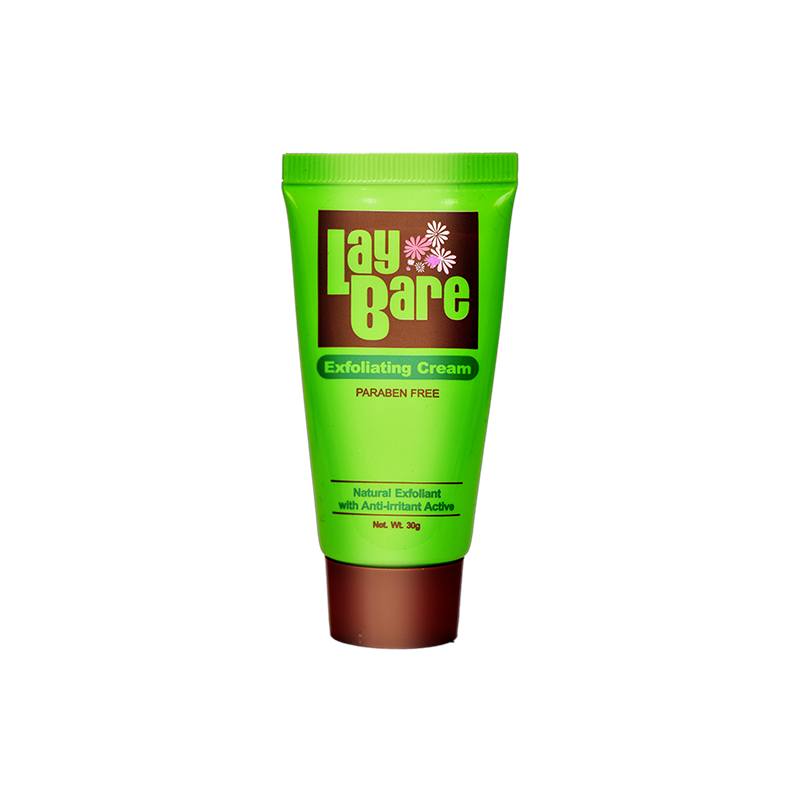 Lay
Bare
Exfoliating Cream
PARABEN FREE
Natural Exfoliant
with Anti-irritant Active
Net. Wt. 30g